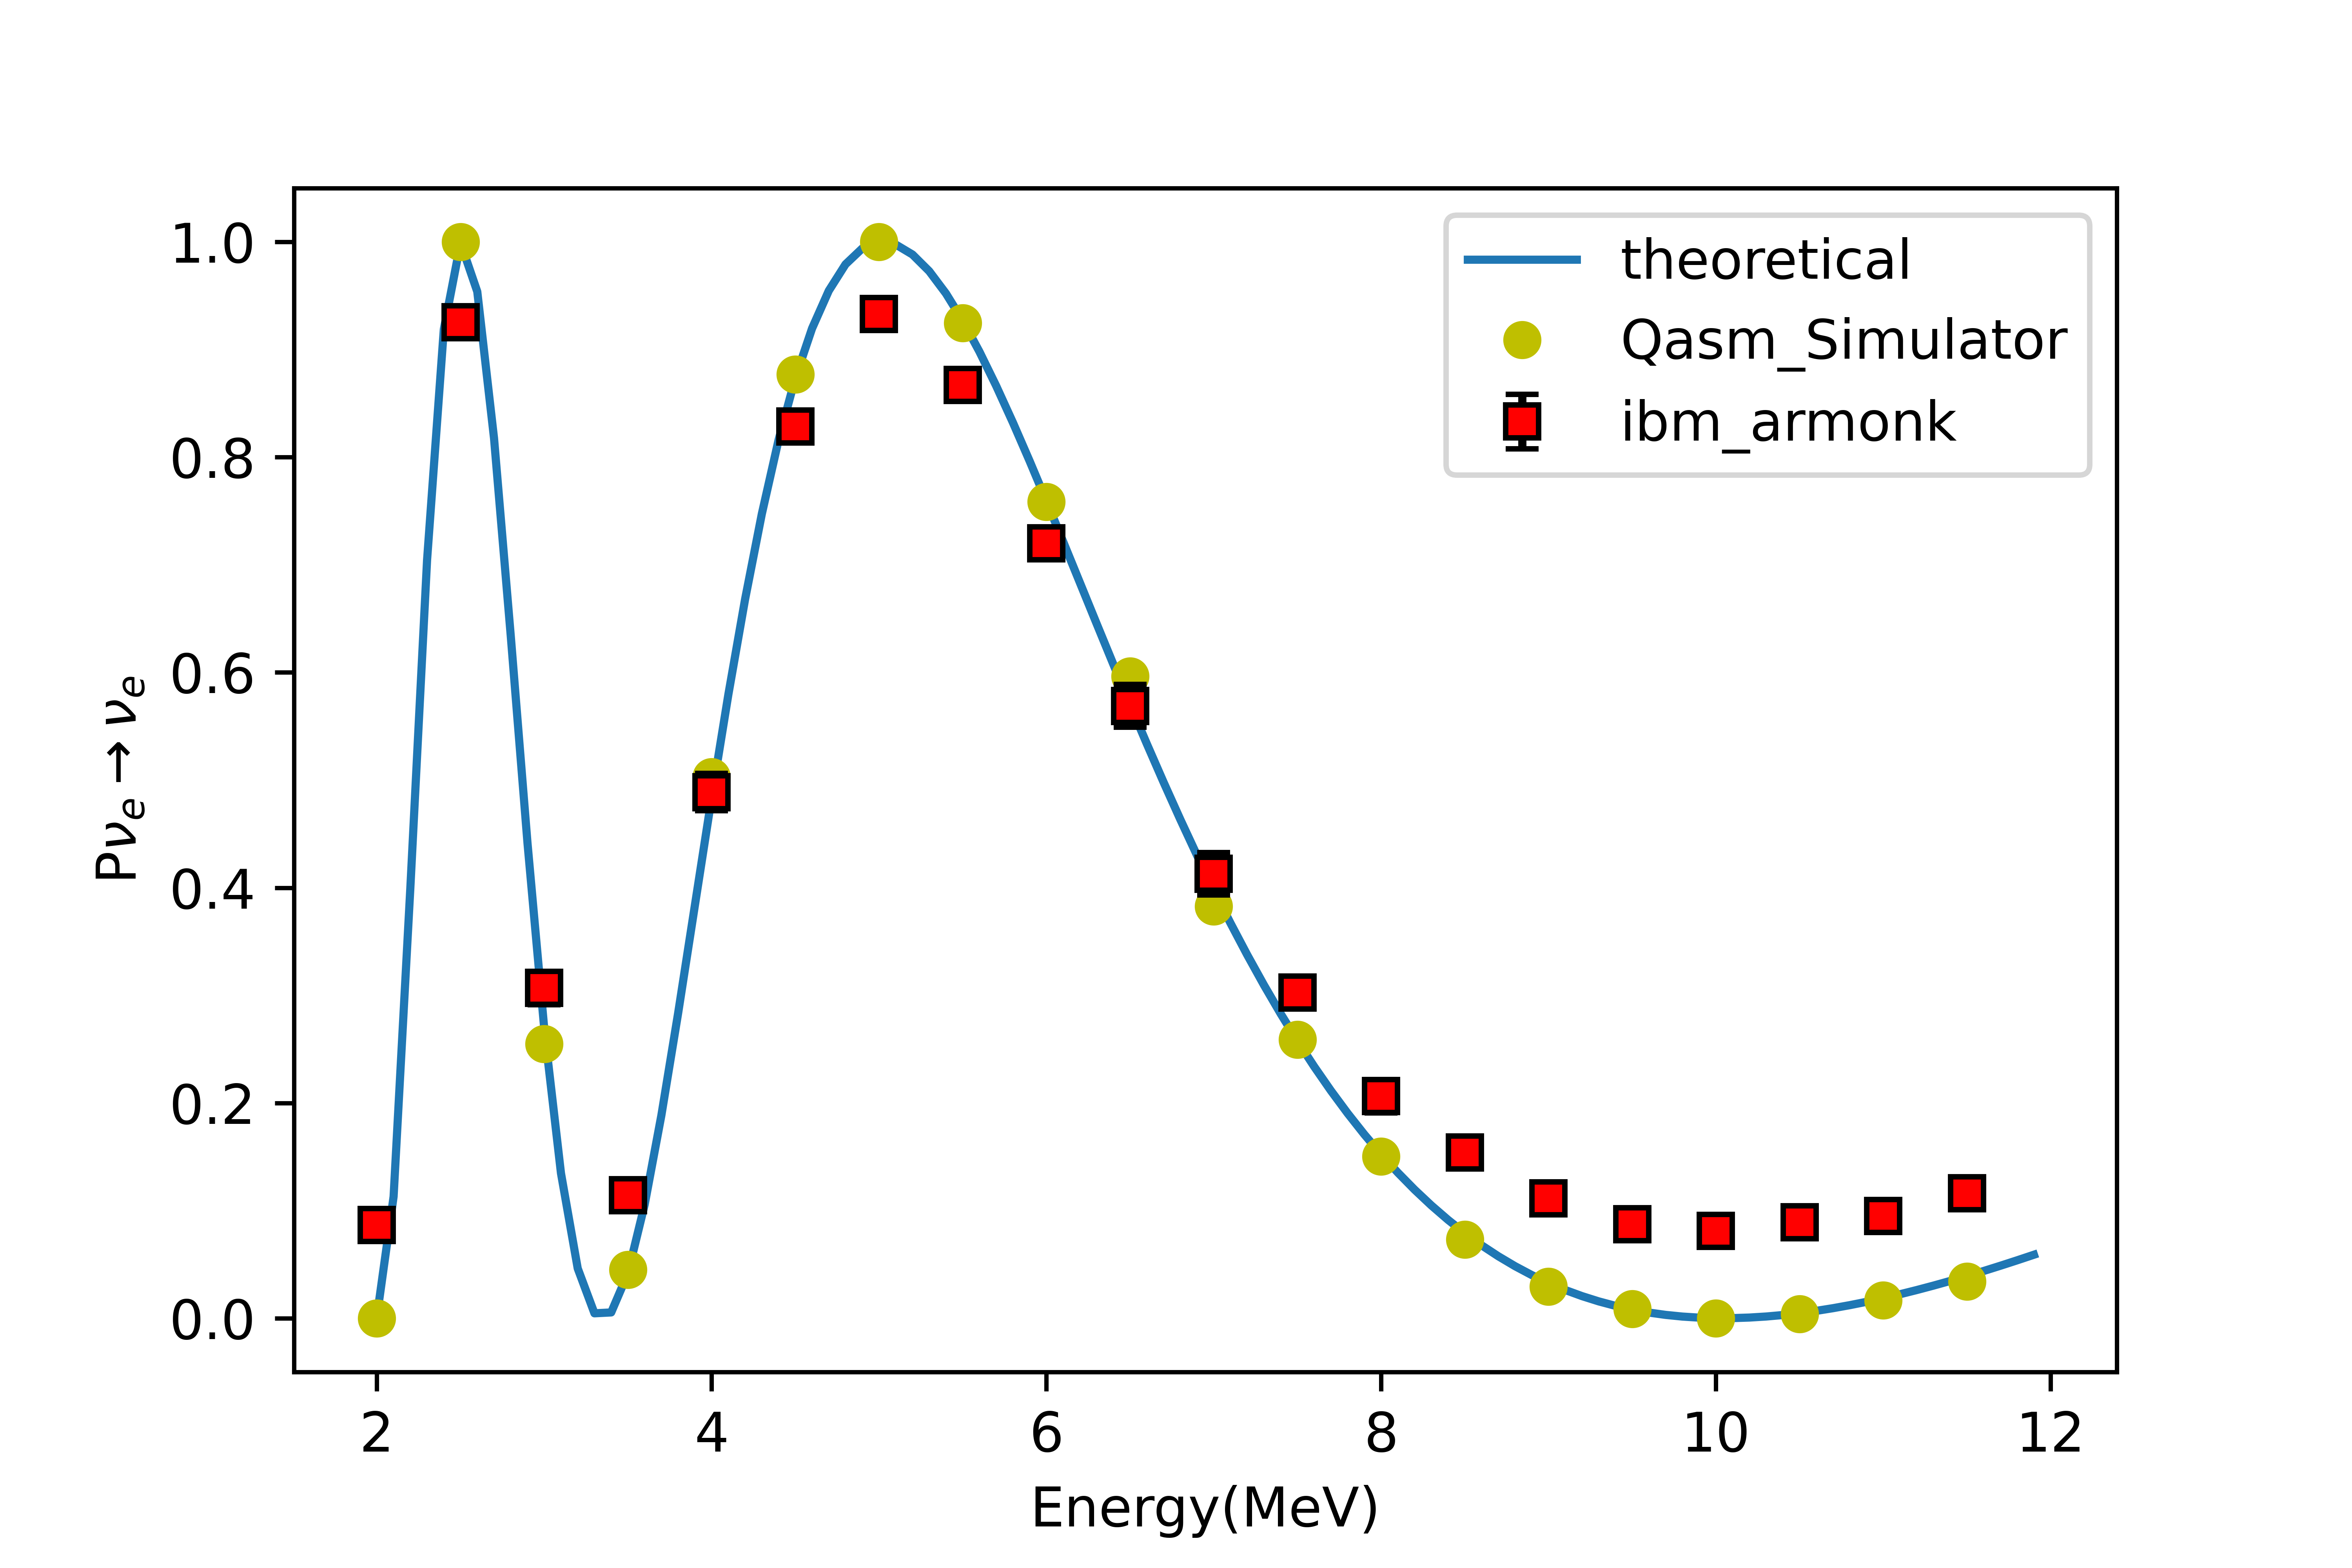 theoretical
Qasm_Simulator
ibm_armonk
1.0
0.8
0.6
0.4
0.2
0.0
Pνₑ→νₑ
2 4 6 8 10 12
Energy(MeV)